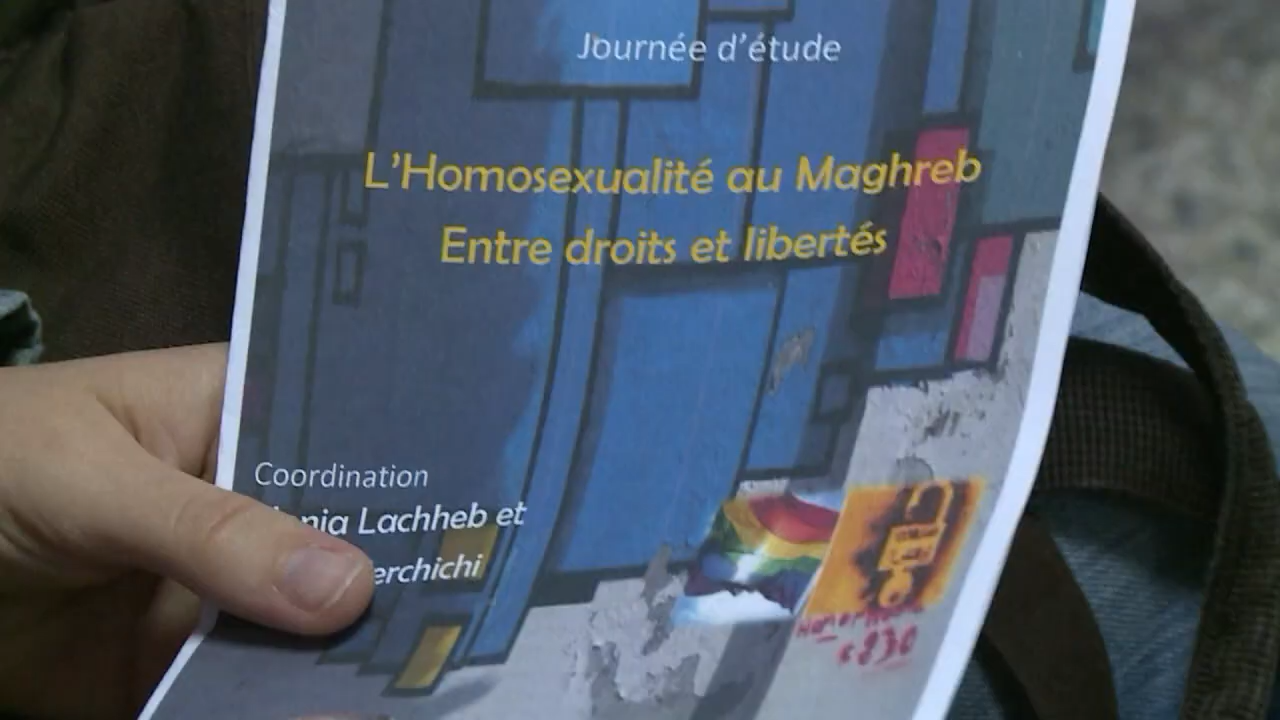 Journée d'étude
L'Homosexualité au Maghreb
Entre droits et libertés
Coordination
Lachheb et